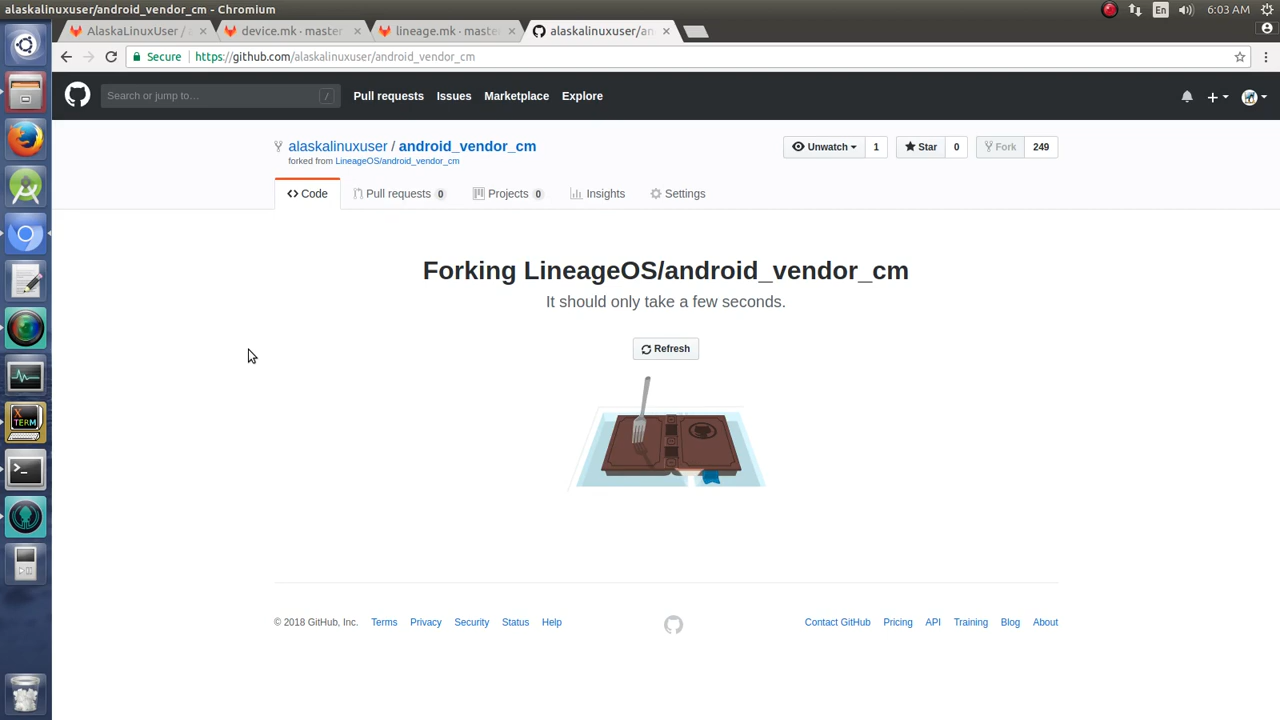 alaskalinuxuser/android_vendor_cm - Chromium
En
6:03 AM
AlaskaLinuxUser / a
device.mk · master
lineage.mk · maste
alaskalinuxuser/an
Secure
https://github.com/alaskalinuxuser/android_vendor_cm
Search or jump to…
/
Pull requests
Issues
Marketplace
Explore
alaskalinuxuser / android_vendor_cm
forked from LineageOS/android_vendor_cm
Unwatch 1
Star 0
Fork 249
Code
Pull requests 0
Projects 0
Insights
Settings
Forking LineageOS/android_vendor_cm
It should only take a few seconds.
Refresh
X
TERM
© 2018 GitHub, Inc.
Terms
Privacy
Security
Status
Help
Contact GitHub
Pricing
API
Training
Blog
About